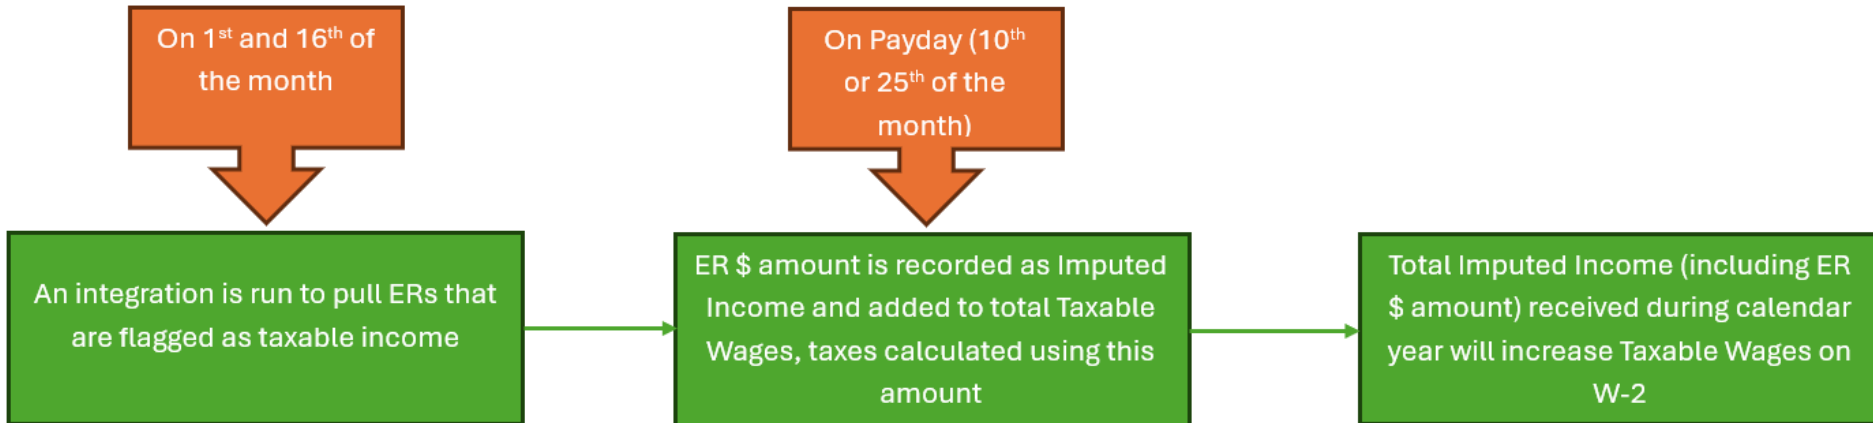 On 1st and 16th of
the month
On Payday (10th
or 25th of the
month)
An integration is run to pull ERs that
are flagged as taxable income
ER $ amount is recorded as Imputed
Income and added to total Taxable
Wages, taxes calculated using this
amount
Total Imputed Income (including ER
$ amount) received during calendar
year will increase Taxable Wages on
W-2